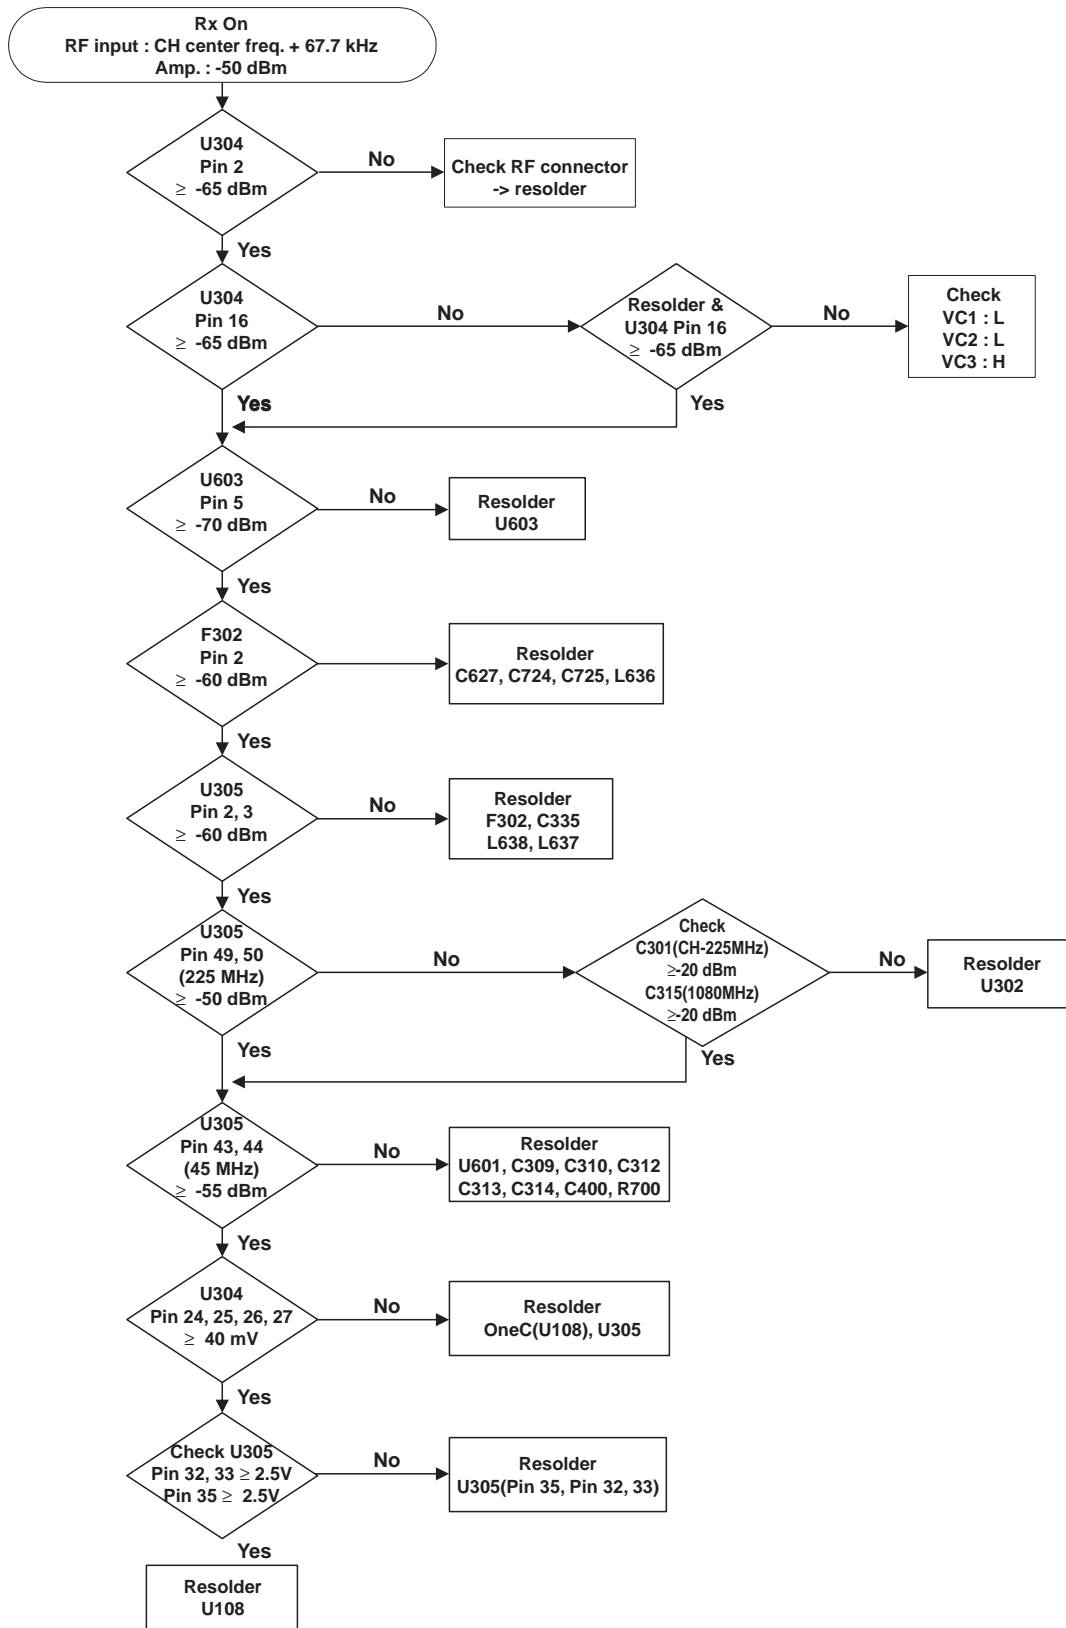 Rx On
RF input : CH center freq. + 67.7 kHz
Amp. : -50 dBm
U304
Pin 2
≥ -65 dBm
No
Check RF connector
-> resolder
Yes
U304
Pin 16
≥ -65 dBm
No
Resolder &
U304 Pin 16
≥ -65 dBm
No
Check
VC1 : L
VC2 : L
VC3 : H
Yes
Yes
U603
Pin 5
≥ -70 dBm
No
Resolder
U603
Yes
F302
Pin 2
≥ -60 dBm
Resolder
C627, C724, C725, L636
Yes
U305
Pin 2, 3
≥ -60 dBm
No
Resolder
F302, C335
L638, L637
Yes
U305
Pin 49, 50
(225 MHz)
≥ -50 dBm
No
Check
C301(CH-225MHz)
≥-20 dBm
C315(1080MHz)
≥-20 dBm
No
Resolder
U302
Yes
Yes
U305
Pin 43, 44
(45 MHz)
≥ -55 dBm
No
Resolder
U601, C309, C310, C312
C313, C314, C400, R700
Yes
U304
Pin 24, 25, 26, 27
≥ 40 mV
No
Resolder
OneC(U108), U305
Yes
Check U305
Pin 32, 33 ≥ 2.5V
Pin 35 ≥ 2.5V
No
Resolder
U305(Pin 35, Pin 32, 33)
Yes
Resolder
U108